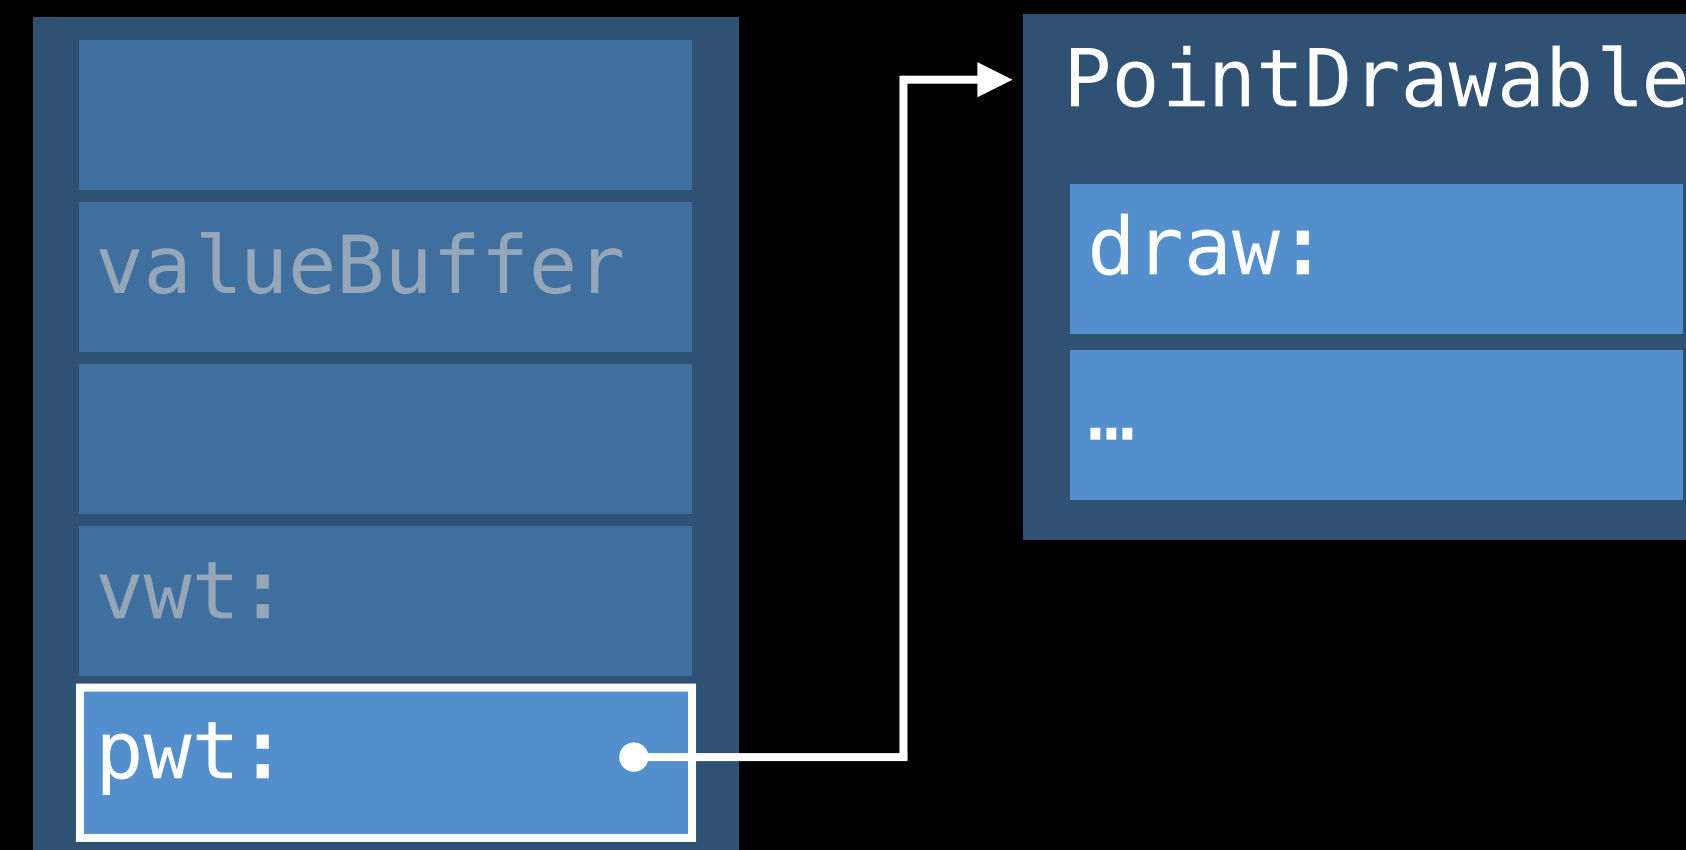 valueBuffer
vwt:
pwt:
PointDrawable
draw:
…